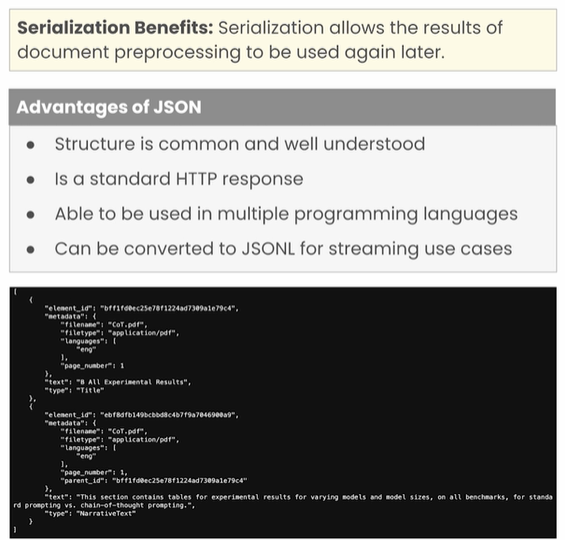 Serialization Benefits: Serialization allows the results of
document preprocessing to be used again later.
Advantages of JSON
● Structure is common and well understood
● Is a standard HTTP response
● Able to be used in multiple programming languages
● Can be converted to JSONL for streaming use cases
[
{
"element_id": "bff1fd0ec25e78f1224ad7309a1e79c4",
"metadata": {
"filename": "CoT.pdf",
"filetype": "application/pdf",
"languages": [
"eng"
],
"page_number": 1
},
"text": "B All Experimental Results",
"type": "Title"
},
{
"element_id": "ebf8dfb149bcbbd8c4b7f9a7046900a9",
"metadata": {
"filename": "CoT.pdf",
"filetype": "application/pdf",
"languages": [
"eng"
],
"page_number": 1,
"parent_id": "bff1fd0ec25e78f1224ad7309a1e79c4"
},
"text": "This section contains tables for experimental results for varying models and model sizes, on all benchmarks, for standa
rd prompting vs. chain-of-thought prompting.",
"type": "NarrativeText"
}
]